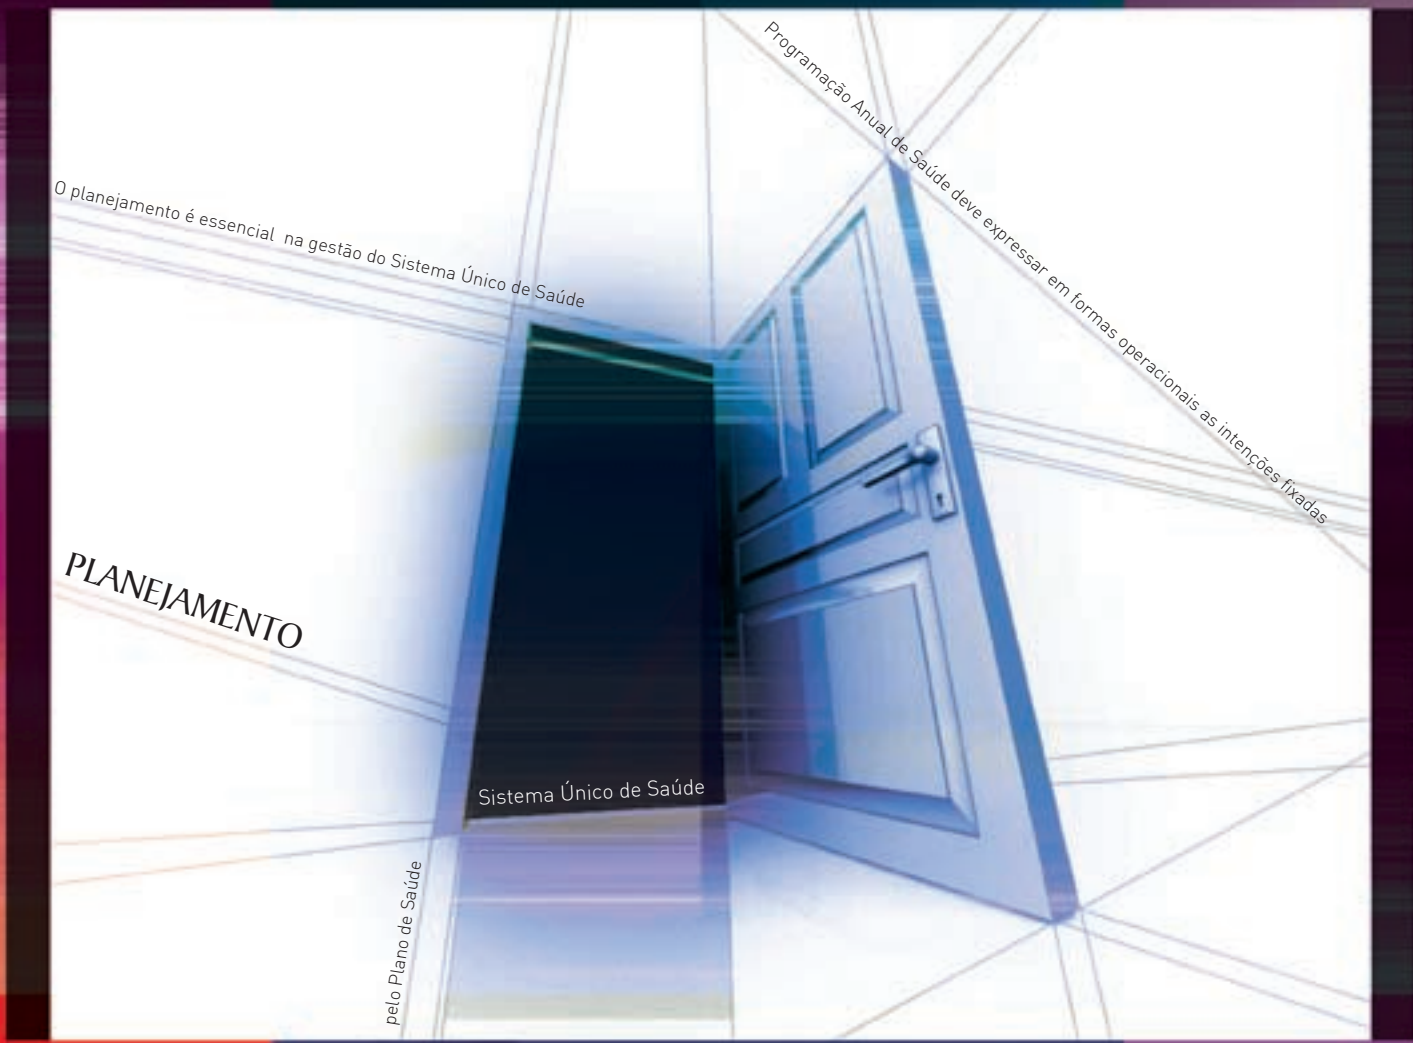 Programação Anual de Saúde deve expressar em formas operacionais as intenções fixadas
O planejamento é essencial na gestão do Sistema Único de Saúde
PLANEJAMENTO
Sistema Único de Saúde
pelo Plano de Saúde